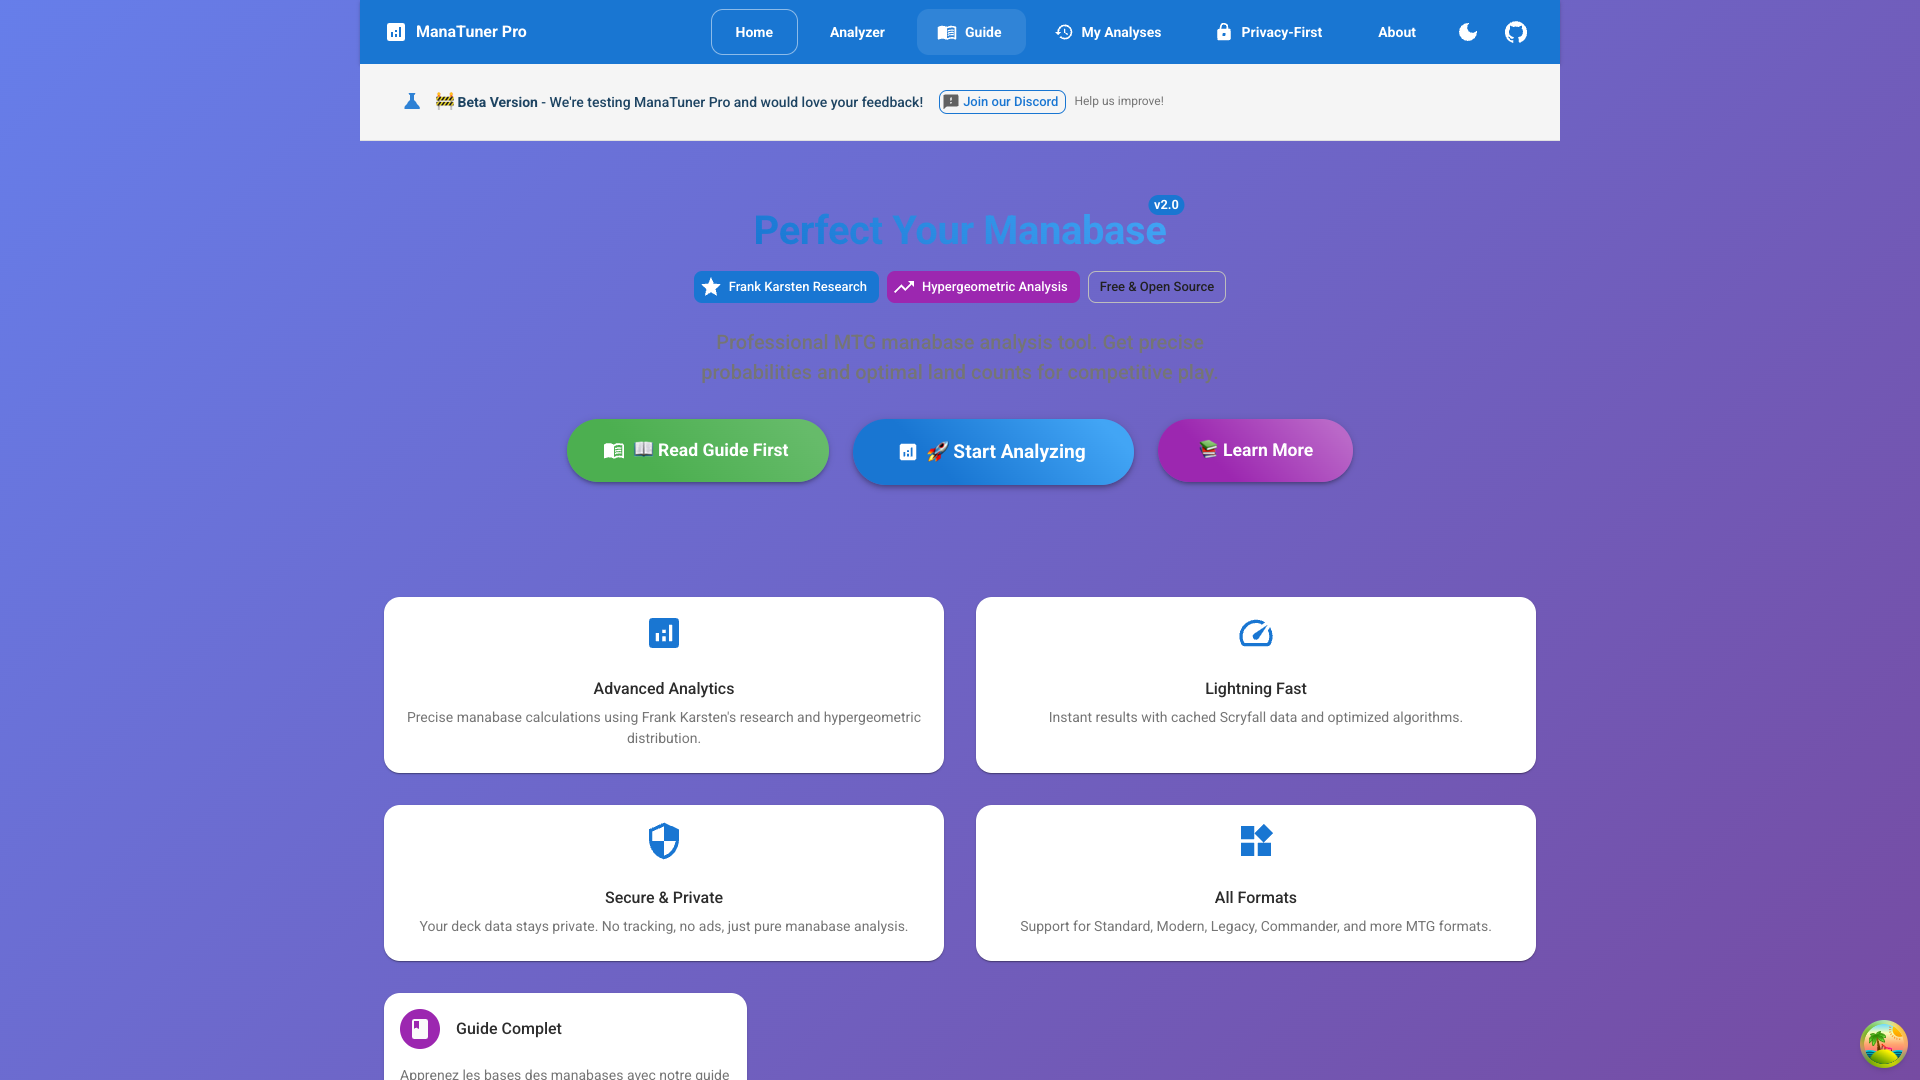 ManaTuner Pro
Home
Analyzer
Guide
My Analyses
Privacy-First
About
🚧 Beta Version - We're testing ManaTuner Pro and would love your feedback!
Join our Discord
Help us improve!
Perfect Your Manabase
v2.0
Frank Karsten Research
Hypergeometric Analysis
Free & Open Source
Professional MTG manabase analysis tool. Get precise
probabilities and optimal land counts for competitive play.
📖 Read Guide First
🚀 Start Analyzing
📚 Learn More
Advanced Analytics
Precise manabase calculations using Frank Karsten's research and hypergeometric
distribution.
Lightning Fast
Instant results with cached Scryfall data and optimized algorithms.
Secure & Private
Your deck data stays private. No tracking, no ads, just pure manabase analysis.
All Formats
Support for Standard, Modern, Legacy, Commander, and more MTG formats.
Guide Complet
Apprenez les bases des manabases avec notre guide